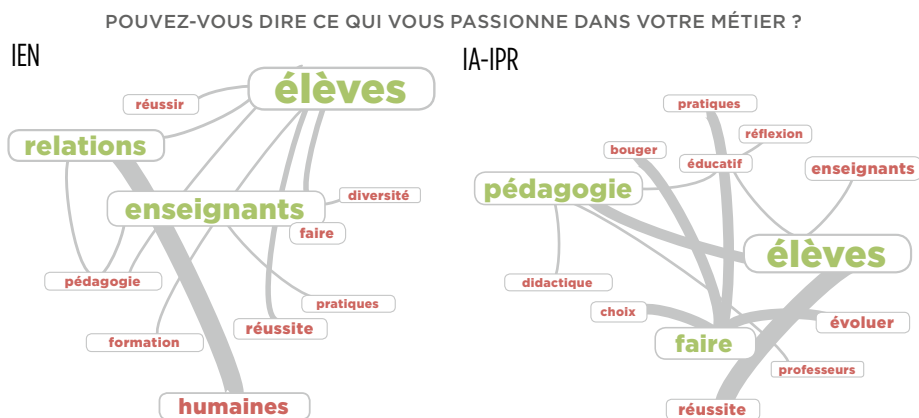 POUVEZ-VOUS DIRE CE QUI VOUS PASSIONNE DANS VOTRE MÉTIER ?
IEN
élèves
réussir
relations
enseignants
diversité
faire
pédagogie
pratiques
réussite
formation
humaines
IA-IPR
pratiques
réflexion
bouger
éducatif
enseignants
pédagogie
élèves
didactique
choix
évoluer
faire
professeurs
réussite